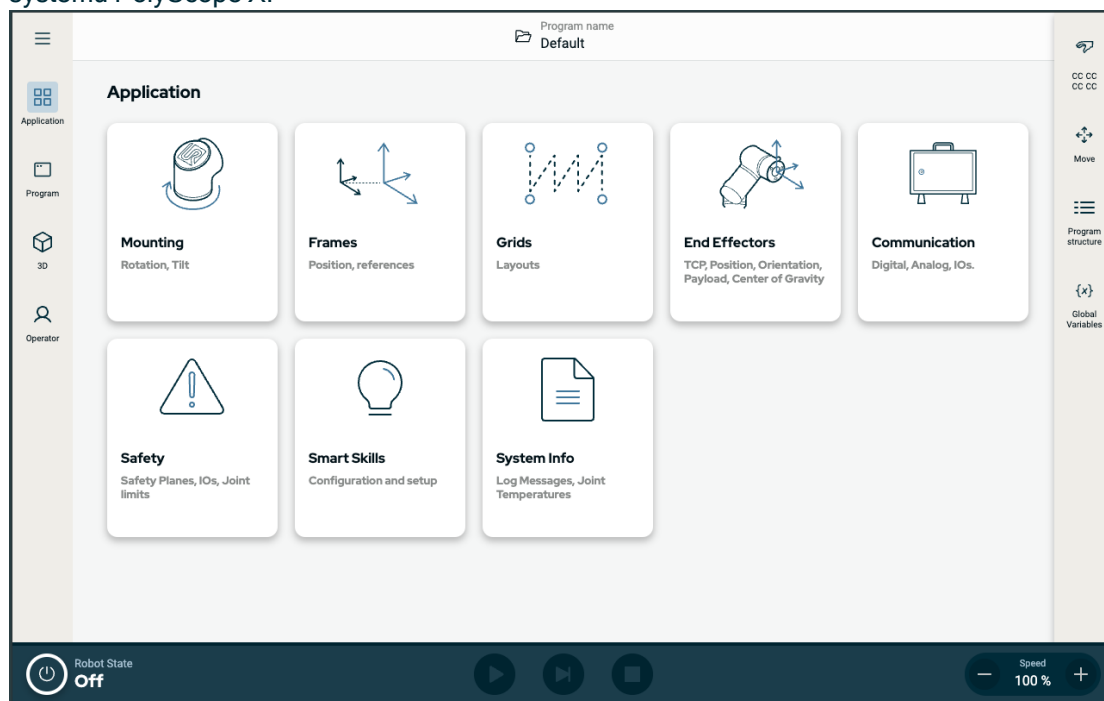 systemu PolyScope X.
Program name
Default
Application
Application
Program
3D
Operator
Mounting
Rotation, Tilt
Frames
Position, references
Grids
Layouts
End Effectors
TCP, Position, Orientation,
Payload, Center of Gravity
Communication
Digital, Analog, IOs.
Safety
Safety Planes, IOs, Joint
limits
Smart Skills
Configuration and setup
System Info
Log Messages, Joint
Temperatures
CC CC
CC CC
Move
Program
structure
{x}
Global
Variables
Robot State
Off
Speed
100 %